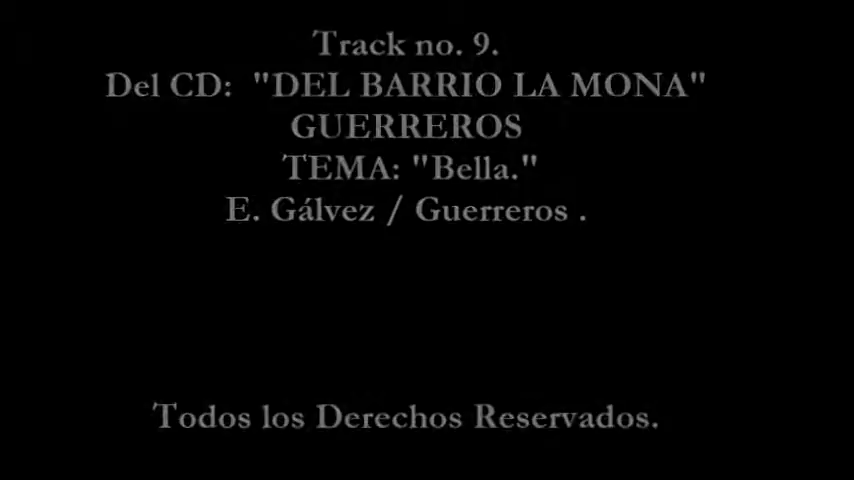 Track no. 9.
Del CD: "DEL BARRIO LA MONA"
GUERREROS
TEMA: "Bella."
E. Gálvez / Guerreros .
Todos los Derechos Reservados.